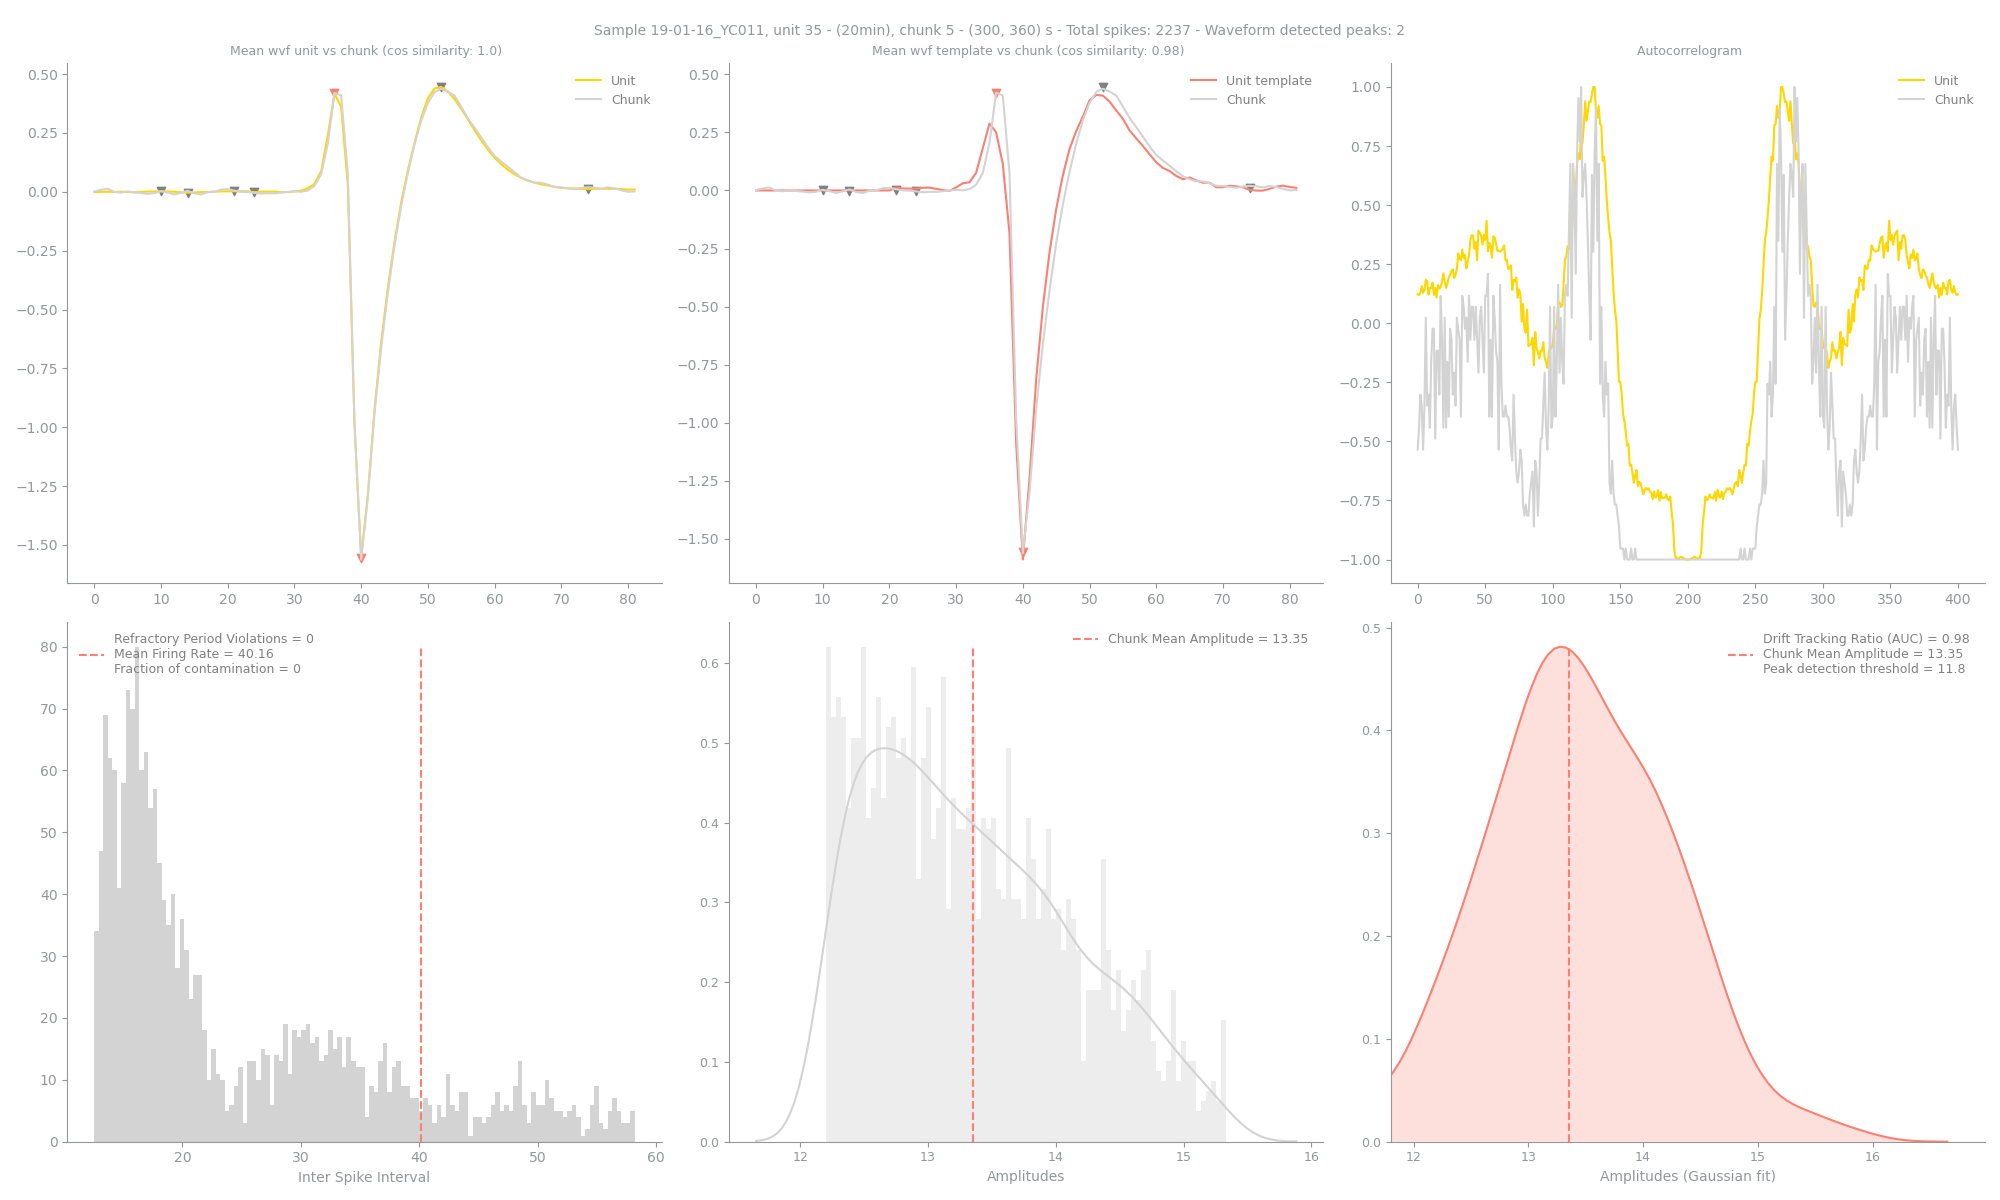 Sample 19-01-16_YC011, unit 35 - (20min), chunk 5 - (300, 360) s - Total spikes: 2237 - Waveform detected peaks: 2
Mean wvf unit vs chunk (cos similarity: 1.0)
0.50
0.25
0.00
−0.25
−0.50
−0.75
−1.00
−1.25
−1.50
Unit
Chunk
0 10 20 30 40 50 60 70 80
Mean wvf template vs chunk (cos similarity: 0.98)
0.50
0.25
0.00
−0.25
−0.50
−0.75
−1.00
−1.25
−1.50
Unit template
Chunk
0 10 20 30 40 50 60 70 80
Autocorrelogram
1.00
0.75
0.50
0.25
0.00
−0.25
−0.50
−0.75
−1.00
Unit
Chunk
0 50 100 150 200 250 300 350 400
80
70
60
50
40
30
20
10
0
Refractory Period Violations = 0
Mean Firing Rate = 40.16
Fraction of contamination = 0
20 30 40 50 60
Inter Spike Interval
0.6
0.5
0.4
0.3
0.2
0.1
0.0
Chunk Mean Amplitude = 13.35
12 13 14 15 16
Amplitudes
0.5
0.4
0.3
0.2
0.1
0.0
Drift Tracking Ratio (AUC) = 0.98
Chunk Mean Amplitude = 13.35
Peak detection threshold = 11.8
12 13 14 15 16
Amplitudes (Gaussian fit)